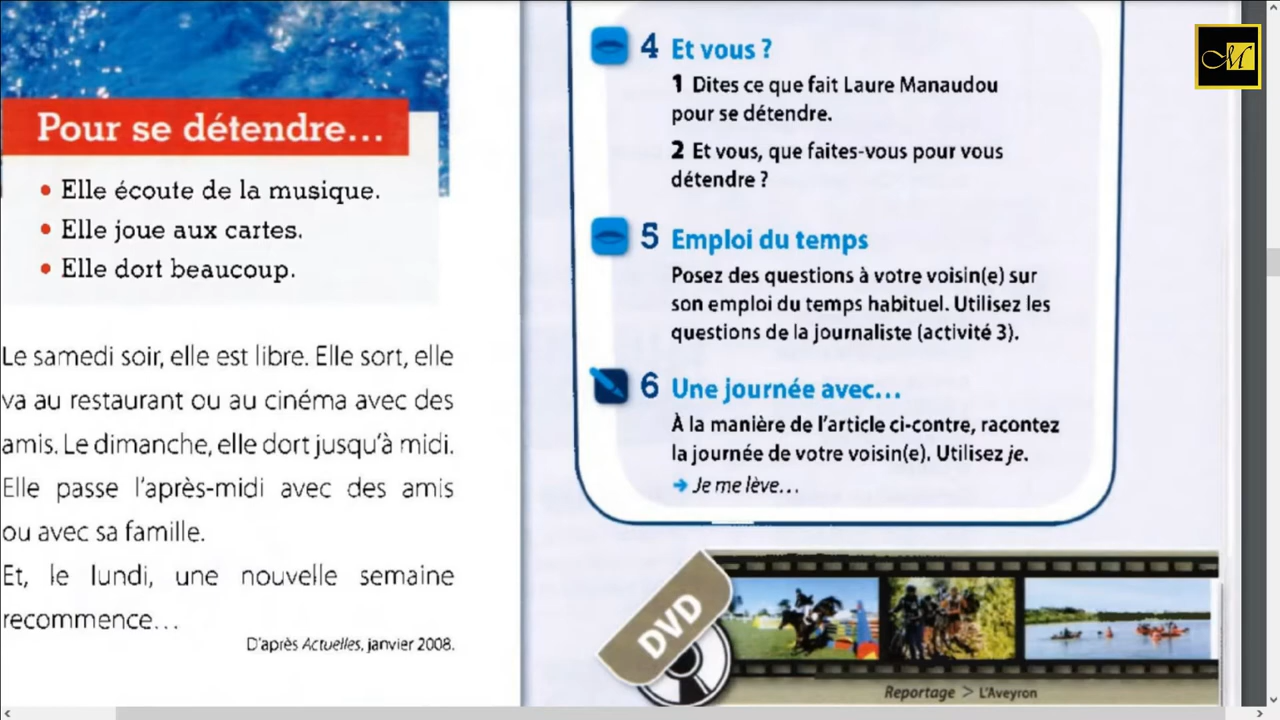 Pour se détendre...
• Elle écoute de la musique.
• Elle joue aux cartes.
• Elle dort beaucoup.
Le samedi soir, elle est libre. Elle sort, elle
va au restaurant ou au cinéma avec des
amis. Le dimanche, elle dort jusqu'à midi.
Elle passe l'après-midi avec des amis
ou avec sa famille.
Et, le lundi, une nouvelle semaine
recommence...
D'après Actuelles, janvier 2008.
4 Et vous ?
1 Dites ce que fait Laure Manaudou
pour se détendre.
2 Et vous, que faites-vous pour vous
détendre ?
5 Emploi du temps
Posez des questions à votre voisin(e) sur
son emploi du temps habituel. Utilisez les
questions de la journaliste (activité 3).
6 Une journée avec...
À la manière de l'article ci-contre, racontez
la journée de votre voisin(e). Utilisez je.
→ Je me lève...
DVD
Reportage > L'Aveyron
M